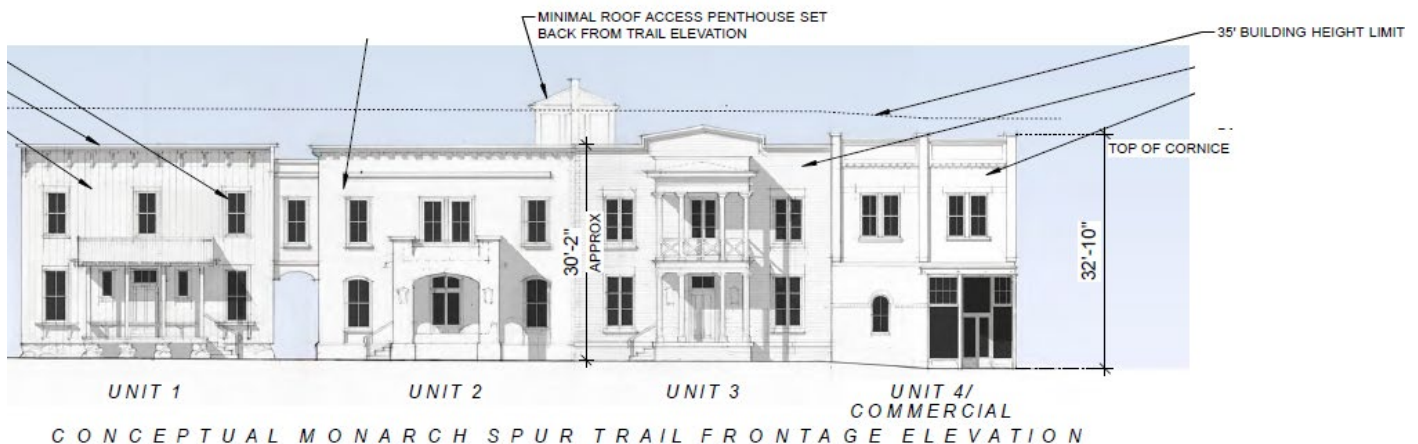 MINIMAL ROOF ACCESS PENTHOUSE SET
BACK FROM TRAIL ELEVATION
35' BUILDING HEIGHT LIMIT
TOP OF CORNICE
30'-2"
APPROX
32'-10"
UNIT 1
UNIT 2
UNIT 3
UNIT 4/
COMMERCIAL
CONCEPTUAL MONARCH SPUR TRAIL FRONTAGE ELEVATION